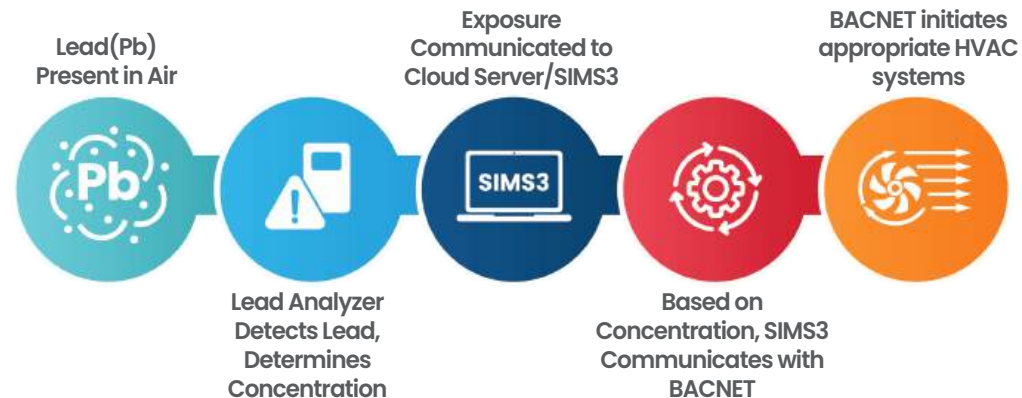 Lead(Pb)
Present in Air
Pb
Lead Analyzer
Detects Lead,
Determines
Concentration
Exposure
Communicated to
Cloud Server/SIMS3
SIMS3
Based on
Concentration, SIMS3
Communicates with
BACNET
BACNET initiates
appropriate HVAC
systems